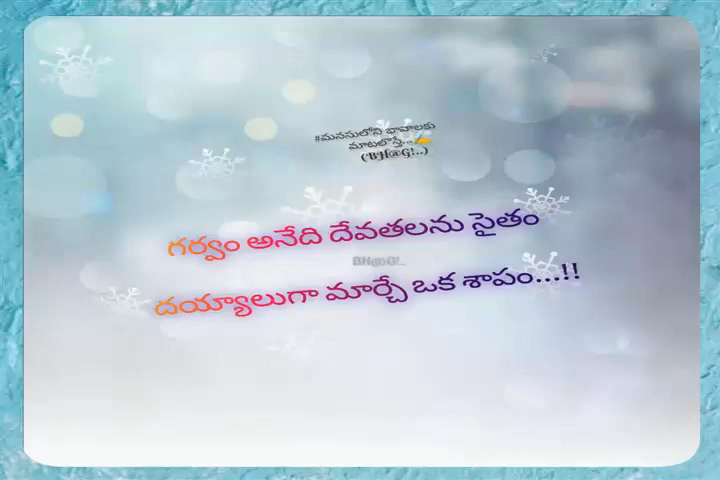 #మనసులోని భావాలకు
మాటలొస్తే...✍
('BH@G!..)
గర్వం అనేది దేవతలను సైతం
BH@G!..
దయ్యాలుగా మార్చే ఒక శాపం...!!